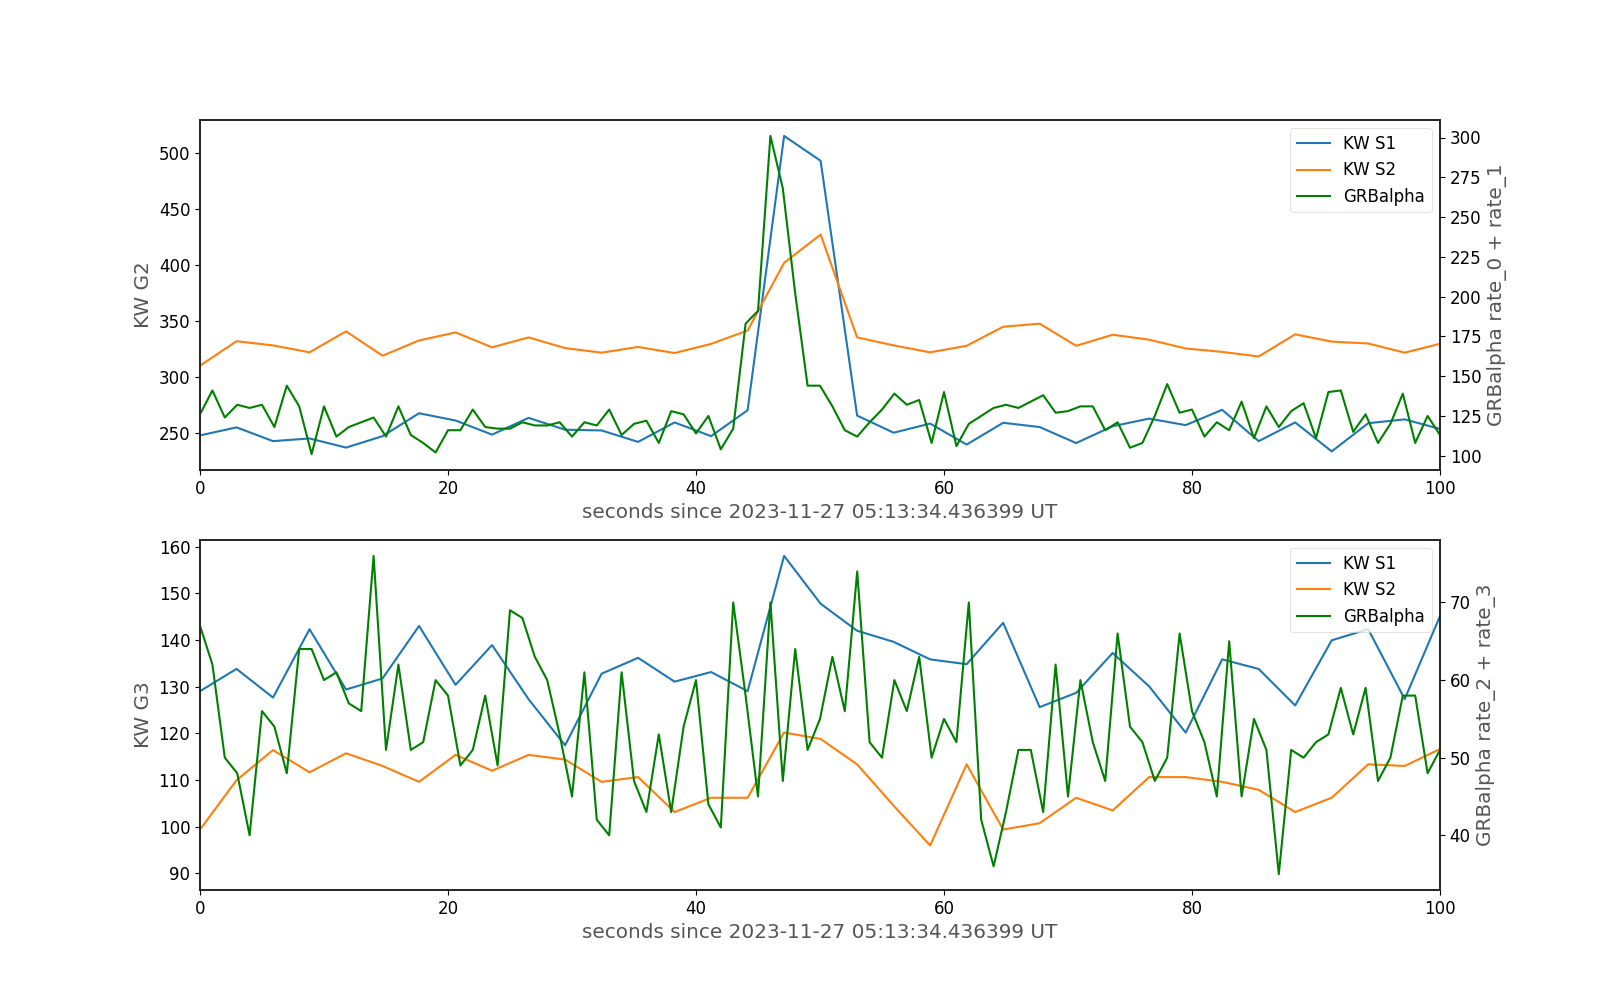 KW S1
KW S2
GRBalpha
500
450
400
350
300
250
KW G2
300
275
250
225
200
175
150
125
100
GRBalpha rate_0 + rate_1
0 20 40 60 80 100
seconds since 2023-11-27 05:13:34.436399 UT
KW S1
KW S2
GRBalpha
160
150
140
130
120
110
100
90
KW G3
70
60
50
40
GRBalpha rate_2 + rate_3
0 20 40 60 80 100
seconds since 2023-11-27 05:13:34.436399 UT